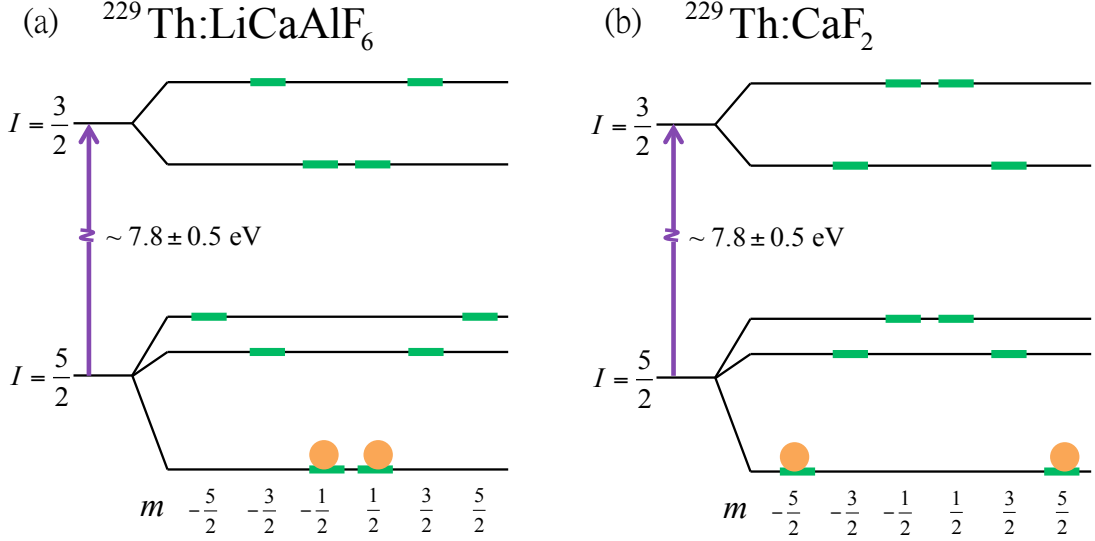 (a) ²²⁹Th:LiCaAlF₆
I = 3/2
~ 7.8 ± 0.5 eV
I = 5/2
m -5/2 -3/2 -1/2 1/2 3/2 5/2
(b) ²²⁹Th:CaF₂
I = 3/2
~ 7.8 ± 0.5 eV
I = 5/2
m -5/2 -3/2 -1/2 1/2 3/2 5/2